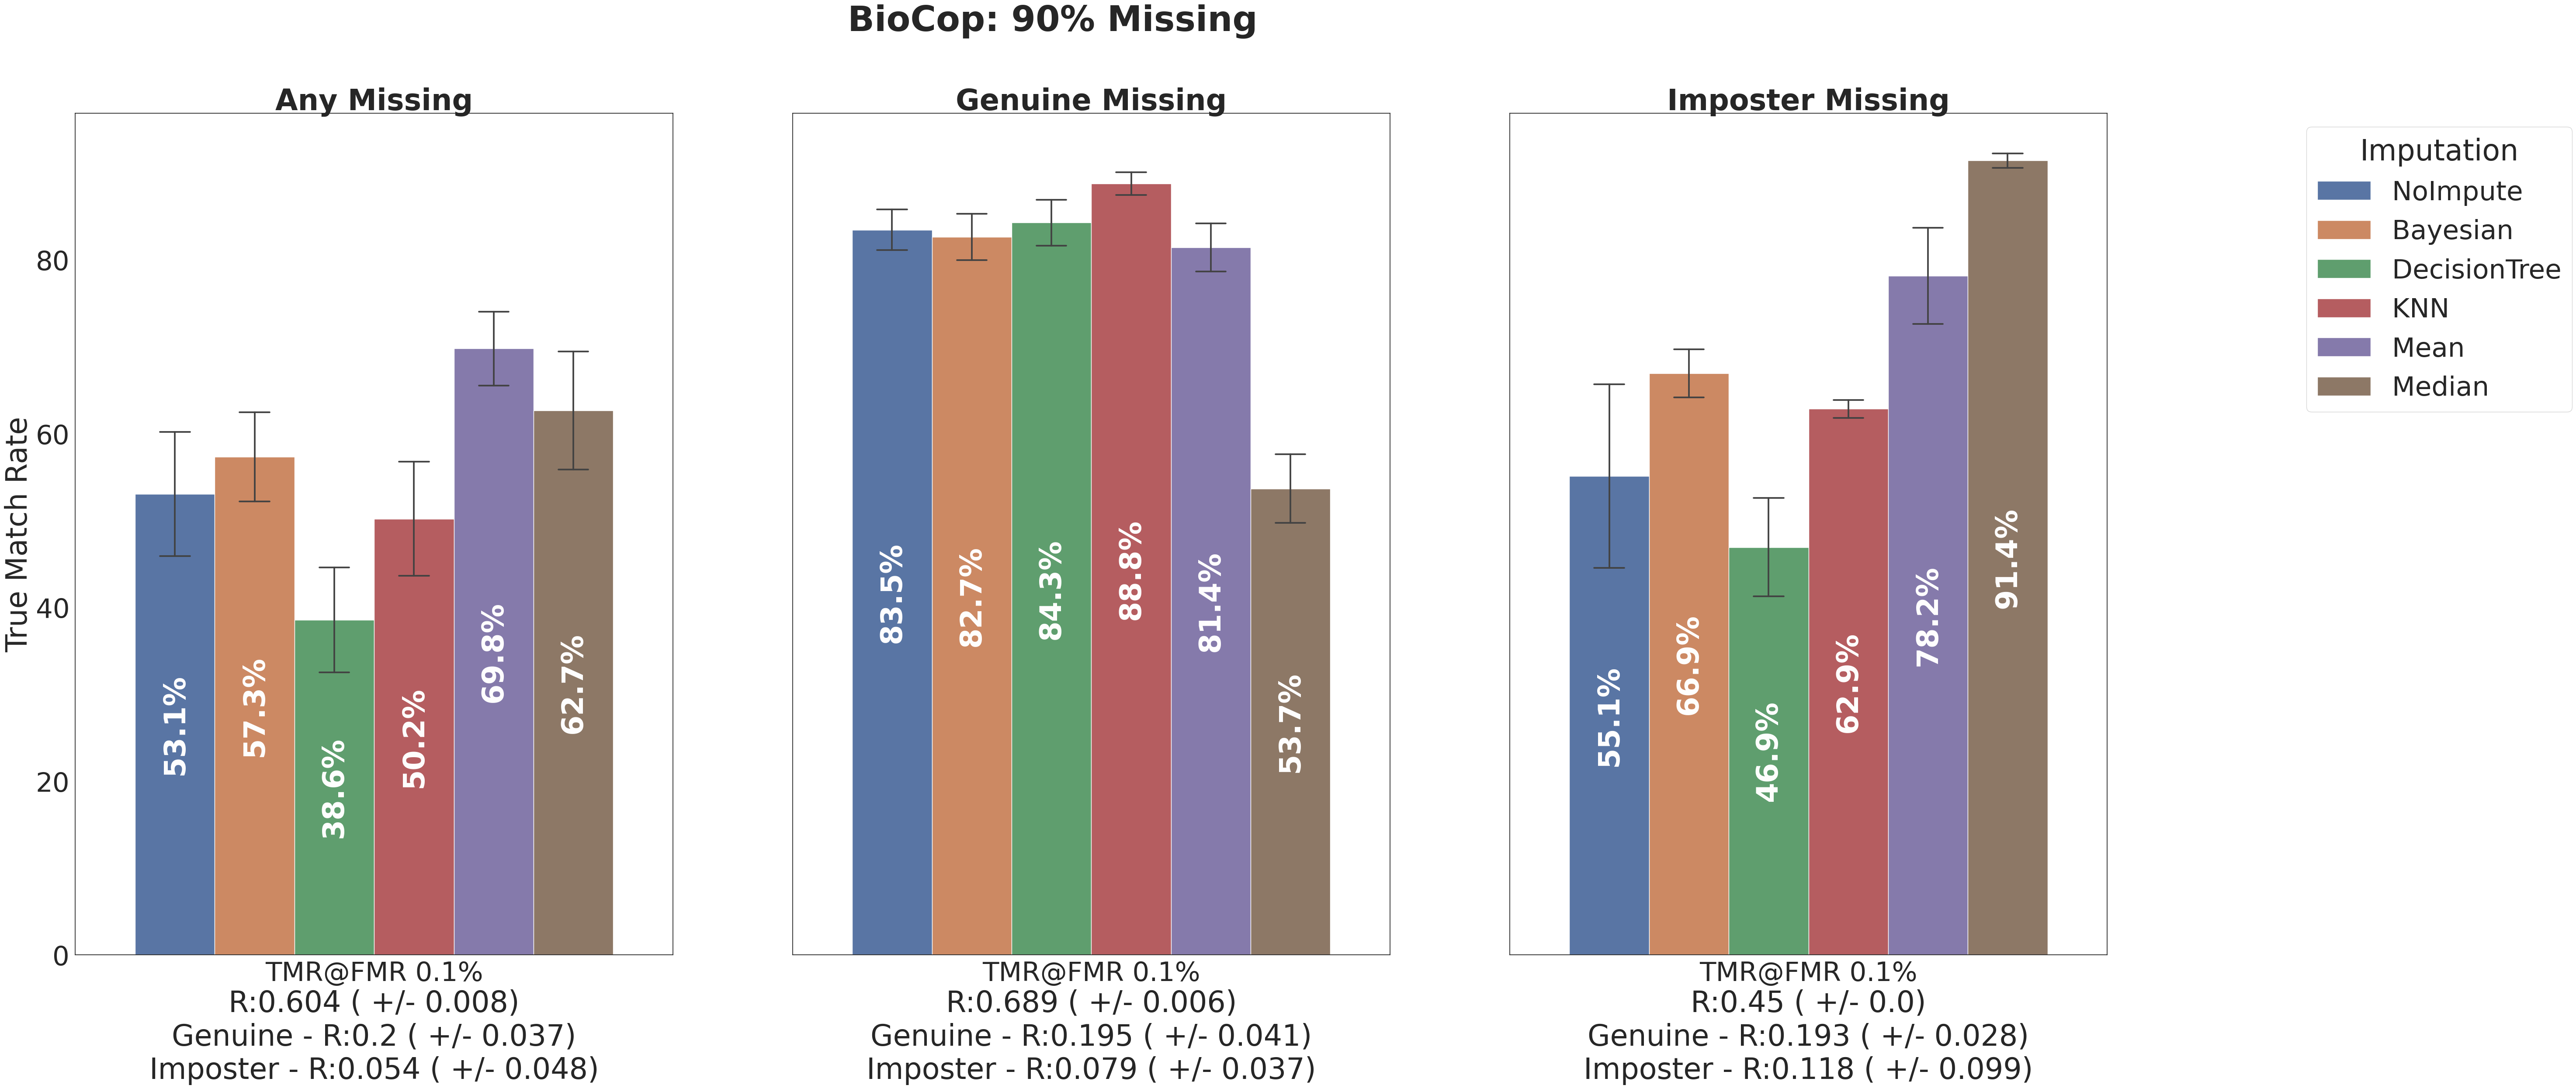 BioCop: 90% Missing
Any Missing
Genuine Missing
Imposter Missing
True Match Rate
80
60
40
20
0
53.1%
57.3%
38.6%
50.2%
69.8%
62.7%
83.5%
82.7%
84.3%
88.8%
81.4%
53.7%
55.1%
66.9%
46.9%
62.9%
78.2%
91.4%
TMR@FMR 0.1%
R:0.604 ( +/- 0.008)
Genuine - R:0.2 ( +/- 0.037)
Imposter - R:0.054 ( +/- 0.048)
TMR@FMR 0.1%
R:0.689 ( +/- 0.006)
Genuine - R:0.195 ( +/- 0.041)
Imposter - R:0.079 ( +/- 0.037)
TMR@FMR 0.1%
R:0.45 ( +/- 0.0)
Genuine - R:0.193 ( +/- 0.028)
Imposter - R:0.118 ( +/- 0.099)
Imputation
NoImpute
Bayesian
DecisionTree
KNN
Mean
Median